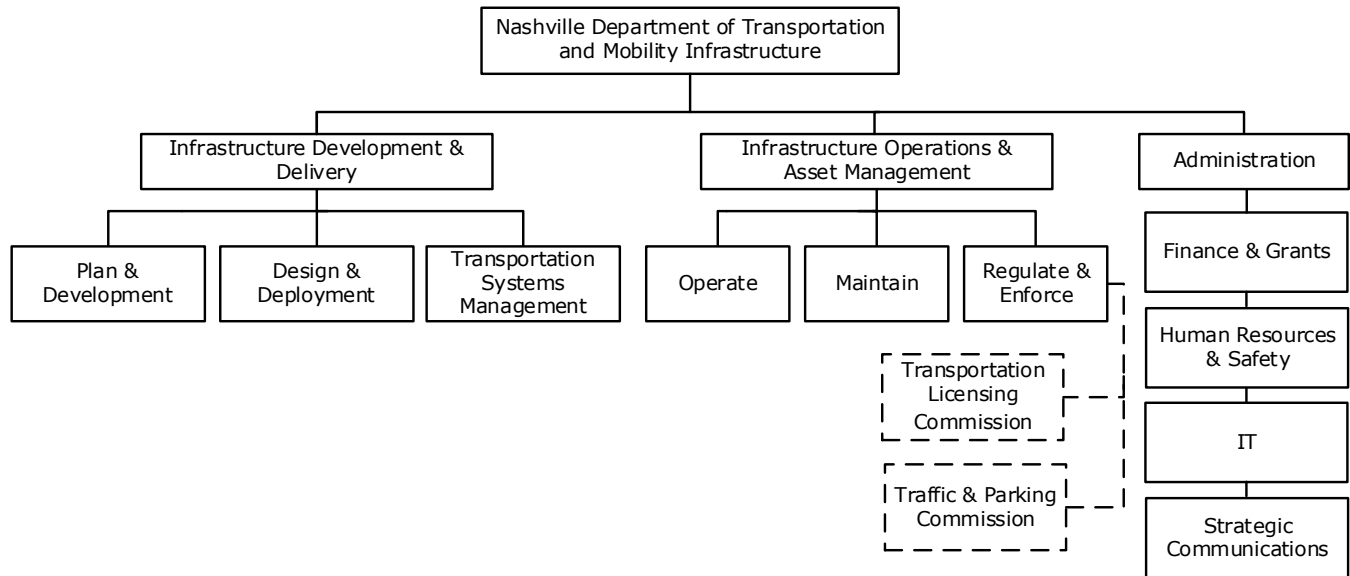 Nashville Department of Transportation
and Mobility Infrastructure
Infrastructure Development &
Delivery
Infrastructure Operations &
Asset Management
Administration
Plan &
Development
Design &
Deployment
Transportation
Systems
Management
Operate
Maintain
Regulate &
Enforce
Finance & Grants
Human Resources
& Safety
Transportation
Licensing
Commission
IT
Traffic & Parking
Commission
Strategic
Communications